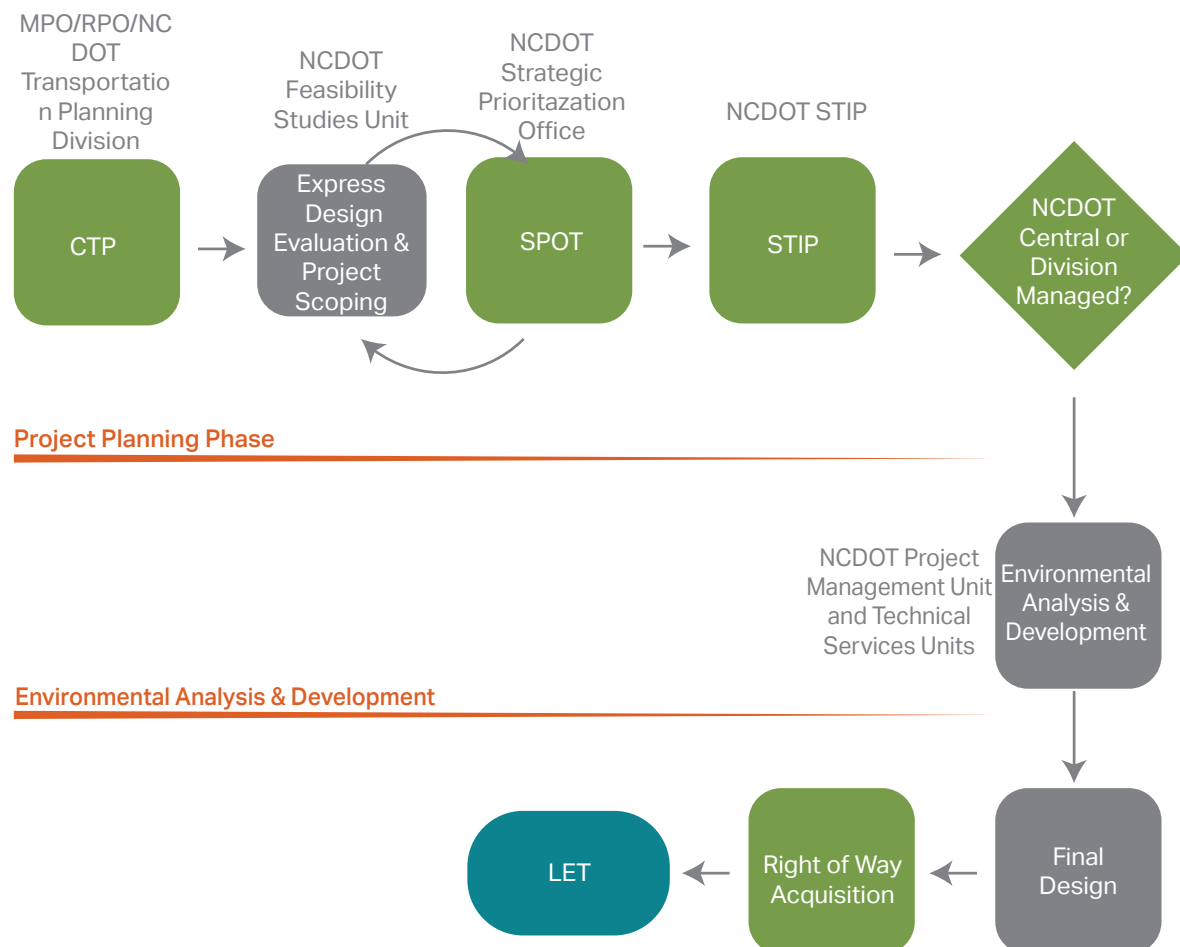 MPO/RPO/NC
DOT
Transportatio
n Planning
Division
NCDOT
Feasibility
Studies Unit
NCDOT
Strategic
Prioritazation
Office
NCDOT STIP
CTP
Express
Design
Evaluation &
Project
Scoping
SPOT
STIP
NCDOT
Central or
Division
Managed?
Project Planning Phase
NCDOT Project
Management Unit
and Technical
Services Units
Environmental
Analysis &
Development
Environmental Analysis & Development
LET
Right of Way
Acquisition
Final
Design